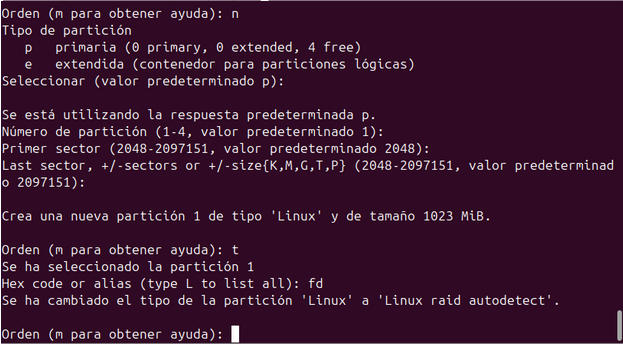 Orden (m para obtener ayuda): n
Tipo de partición
   p   primaria (0 primary, 0 extended, 4 free)
   e   extendida (contenedor para particiones lógicas)
Seleccionar (valor predeterminado p):

Se está utilizando la respuesta predeterminada p.
Número de partición (1-4, valor predeterminado 1):
Primer sector (2048-2097151, valor predeterminado 2048):
Last sector, +/-sectors or +/-size{K,M,G,T,P} (2048-2097151, valor predeterminad
o 2097151):

Crea una nueva partición 1 de tipo 'Linux' y de tamaño 1023 MiB.

Orden (m para obtener ayuda): t
Se ha seleccionado la partición 1
Hex code or alias (type L to list all): fd
Se ha cambiado el tipo de la partición 'Linux' a 'Linux raid autodetect'.

Orden (m para obtener ayuda):